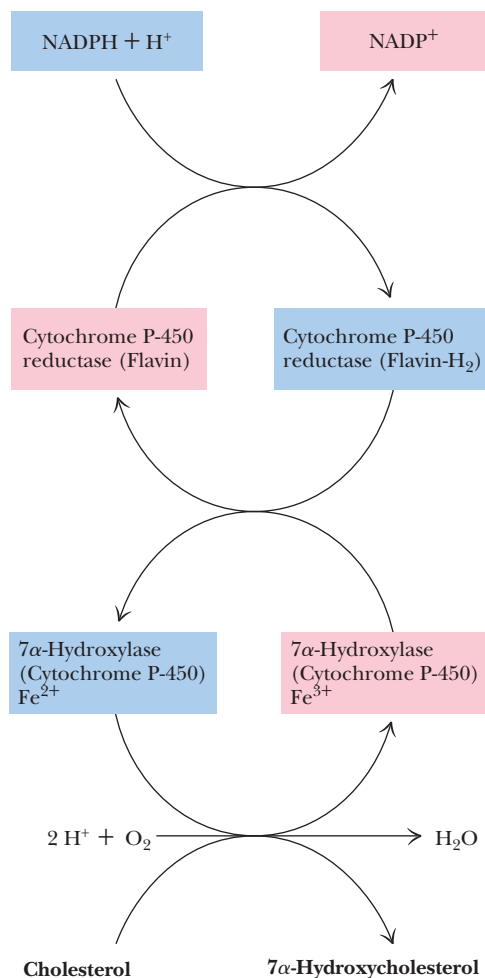 NADPH + H⁺
NADP⁺
Cytochrome P-450
reductase (Flavin)
Cytochrome P-450
reductase (Flavin-H₂)
7α-Hydroxylase
(Cytochrome P-450)
Fe²⁺
7α-Hydroxylase
(Cytochrome P-450)
Fe³⁺
2 H⁺ + O₂
H₂O
Cholesterol
7α-Hydroxycholesterol